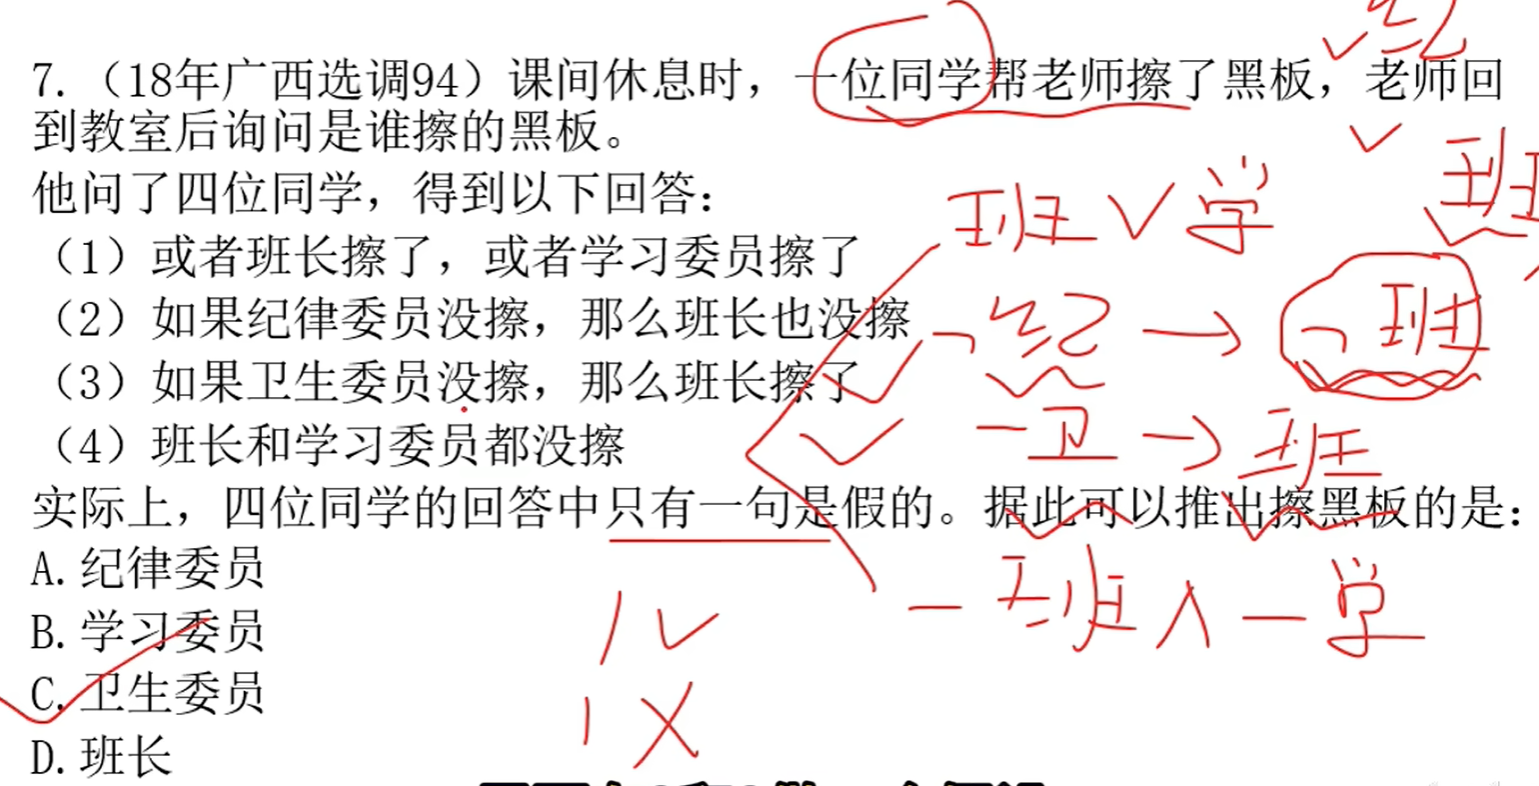 纪
7.（18年广西选调94）课间休息时，一位同学帮老师擦了黑板，老师回
到教室后询问是谁擦的黑板。
班
他问了四位同学，得到以下回答：
班∨学
（1）或者班长擦了，或者学习委员擦了
（2）如果纪律委员没擦，那么班长也没擦
¬纪→¬班
（3）如果卫生委员没擦，那么班长擦了
（4）班长和学习委员都没擦
-卫→班
实际上，四位同学的回答中只有一句是假的。据此可以推出擦黑板的是：
A.纪律委员
-班∧-学
B.学习委员
1√
C.卫生委员
1×
D.班长